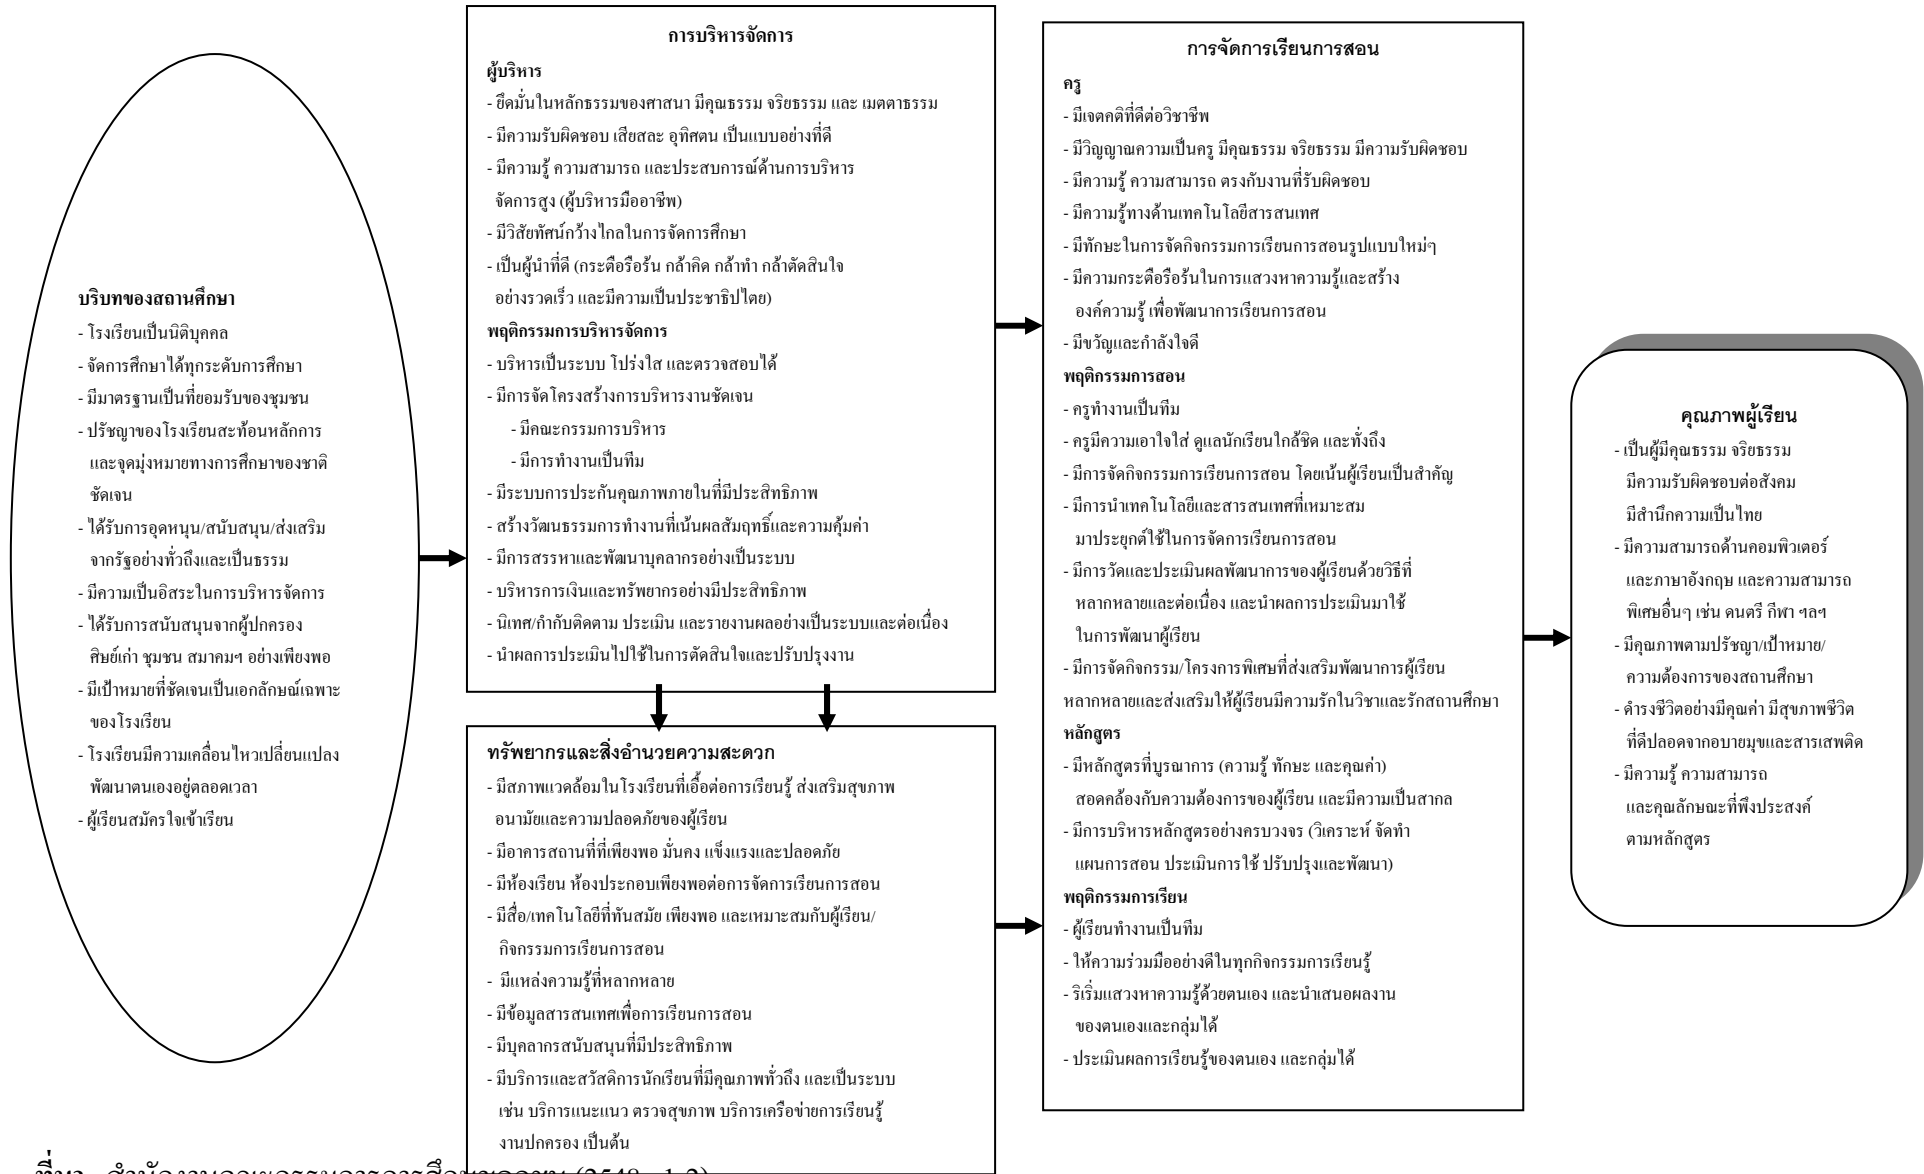 บริบทของสถานศึกษา
- โรงเรียนเป็นนิติบุคคล
- จัดการศึกษาได้ทุกระดับการศึกษา
- มีมาตรฐานเป็นที่ยอมรับของชุมชน
- ปรัชญาของโรงเรียนสะท้อนหลักการ
และจุดมุ่งหมายทางการศึกษาของชาติ
ชัดเจน
- ได้รับการอุดหนุน/สนับสนุน/ส่งเสริม
จากรัฐอย่างทั่วถึงและเป็นธรรม
- มีความเป็นอิสระในการบริหารจัดการ
- ได้รับการสนับสนุนจากผู้ปกครอง
ศิษย์เก่า ชุมชน สมาคมฯ อย่างเพียงพอ
- มีเป้าหมายที่ชัดเจนเป็นเอกลักษณ์เฉพาะ
ของโรงเรียน
- โรงเรียนมีความเคลื่อนไหวเปลี่ยนแปลง
พัฒนาตนเองอยู่ตลอดเวลา
- ผู้เรียนสมัครใจเข้าเรียน
การบริหารจัดการ
ผู้บริหาร
- ยึดมั่นในหลักธรรมของศาสนา มีคุณธรรม จริยธรรม และ เมตตาธรรม
- มีความรับผิดชอบ เสียสละ อุทิศตน เป็นแบบอย่างที่ดี
- มีความรู้ ความสามารถ และประสบการณ์ด้านการบริหาร
จัดการสูง (ผู้บริหารมืออาชีพ)
- มีวิสัยทัศน์กว้างไกลในการจัดการศึกษา
- เป็นผู้นำที่ดี (กระตือรือร้น กล้าคิด กล้าทำ กล้าตัดสินใจ
อย่างรวดเร็ว และมีความเป็นประชาธิปไตย)
พฤติกรรมการบริหารจัดการ
- บริหารเป็นระบบ โปร่งใส และตรวจสอบได้
- มีการจัดโครงสร้างการบริหารงานชัดเจน
- มีคณะกรรมการบริหาร
- มีการทำงานเป็นทีม
- มีระบบการประกันคุณภาพภายในที่มีประสิทธิภาพ
- สร้างวัฒนธรรมการทำงานที่เน้นผลสัมฤทธิ์และความคุ้มค่า
- มีการสรรหาและพัฒนาบุคลากรอย่างเป็นระบบ
- บริหารการเงินและทรัพยากรอย่างมีประสิทธิภาพ
- นิเทศ/กำกับติดตาม ประเมิน และรายงานผลอย่างเป็นระบบและต่อเนื่อง
- นำผลการประเมินไปใช้ในการตัดสินใจและปรับปรุงงาน
ทรัพยากรและสิ่งอำนวยความสะดวก
- มีสภาพแวดล้อมในโรงเรียนที่เอื้อต่อการเรียนรู้ ส่งเสริมสุขภาพ
อนามัยและความปลอดภัยของผู้เรียน
- มีอาคารสถานที่ที่เพียงพอ มั่นคง แข็งแรงและปลอดภัย
- มีห้องเรียน ห้องประกอบเพียงพอต่อการจัดการเรียนการสอน
- มีสื่อ/เทคโนโลยีที่ทันสมัย เพียงพอ และเหมาะสมกับผู้เรียน/
กิจกรรมการเรียนการสอน
- มีแหล่งความรู้ที่หลากหลาย
- มีข้อมูลสารสนเทศเพื่อการเรียนการสอน
- มีบุคลากรสนับสนุนที่มีประสิทธิภาพ
- มีบริการและสวัสดิการนักเรียนที่มีคุณภาพทั่วถึง และเป็นระบบ
เช่น บริการแนะแนว ตรวจสุขภาพ บริการเครือข่ายการเรียนรู้
งานปกครอง เป็นต้น
การจัดการเรียนการสอน
ครู
- มีเจตคติที่ดีต่อวิชาชีพ
- มีวิญญาณความเป็นครู มีคุณธรรม จริยธรรม มีความรับผิดชอบ
- มีความรู้ ความสามารถ ตรงกับงานที่รับผิดชอบ
- มีความรู้ทางด้านเทคโนโลยีสารสนเทศ
- มีทักษะในการจัดกิจกรรมการเรียนการสอนรูปแบบใหม่ๆ
- มีความกระตือรือร้นในการแสวงหาความรู้และสร้าง
องค์ความรู้ เพื่อพัฒนาการเรียนการสอน
- มีขวัญและกำลังใจดี
พฤติกรรมการสอน
- ครูทำงานเป็นทีม
- ครูมีความเอาใจใส่ ดูแลนักเรียนใกล้ชิด และทั่งถึง
- มีการจัดกิจกรรมการเรียนการสอน โดยเน้นผู้เรียนเป็นสำคัญ
- มีการนำเทคโนโลยีและสารสนเทศที่เหมาะสม
มาประยุกต์ใช้ในการจัดการเรียนการสอน
- มีการวัดและประเมินผลพัฒนาการของผู้เรียนด้วยวิธีที่
หลากหลายและต่อเนื่อง และนำผลการประเมินมาใช้
ในการพัฒนาผู้เรียน
- มีการจัดกิจกรรม/โครงการพิเศษที่ส่งเสริมพัฒนาการผู้เรียน
หลากหลายและส่งเสริมให้ผู้เรียนมีความรักในวิชาและรักสถานศึกษา
หลักสูตร
- มีหลักสูตรที่บูรณาการ (ความรู้ ทักษะ และคุณค่า)
สอดคล้องกับความต้องการของผู้เรียน และมีความเป็นสากล
- มีการบริหารหลักสูตรอย่างครบวงจร (วิเคราะห์ จัดทำ
แผนการสอน ประเมินการใช้ ปรับปรุงและพัฒนา)
พฤติกรรมการเรียน
- ผู้เรียนทำงานเป็นทีม
- ให้ความร่วมมืออย่างดีในทุกกิจกรรมการเรียนรู้
- ริเริ่มแสวงหาความรู้ด้วยตนเอง และนำเสนอผลงาน
ของตนเองและกลุ่มได้
- ประเมินผลการเรียนรู้ของตนเอง และกลุ่มได้
คุณภาพผู้เรียน
- เป็นผู้มีคุณธรรม จริยธรรม
มีความรับผิดชอบต่อสังคม
มีสำนึกความเป็นไทย
- มีความสามารถด้านคอมพิวเตอร์
และภาษาอังกฤษ และความสามารถ
พิเศษอื่นๆ เช่น ดนตรี กีฬา ฯลฯ
- มีคุณภาพตามปรัชญา/เป้าหมาย/
ความต้องการของสถานศึกษา
- ดำรงชีวิตอย่างมีคุณค่า มีสุขภาพชีวิต
ที่ดีปลอดจากอบายมุขและสารเสพติด
- มีความรู้ ความสามารถ
และคุณลักษณะที่พึงประสงค์
ตามหลักสูตร